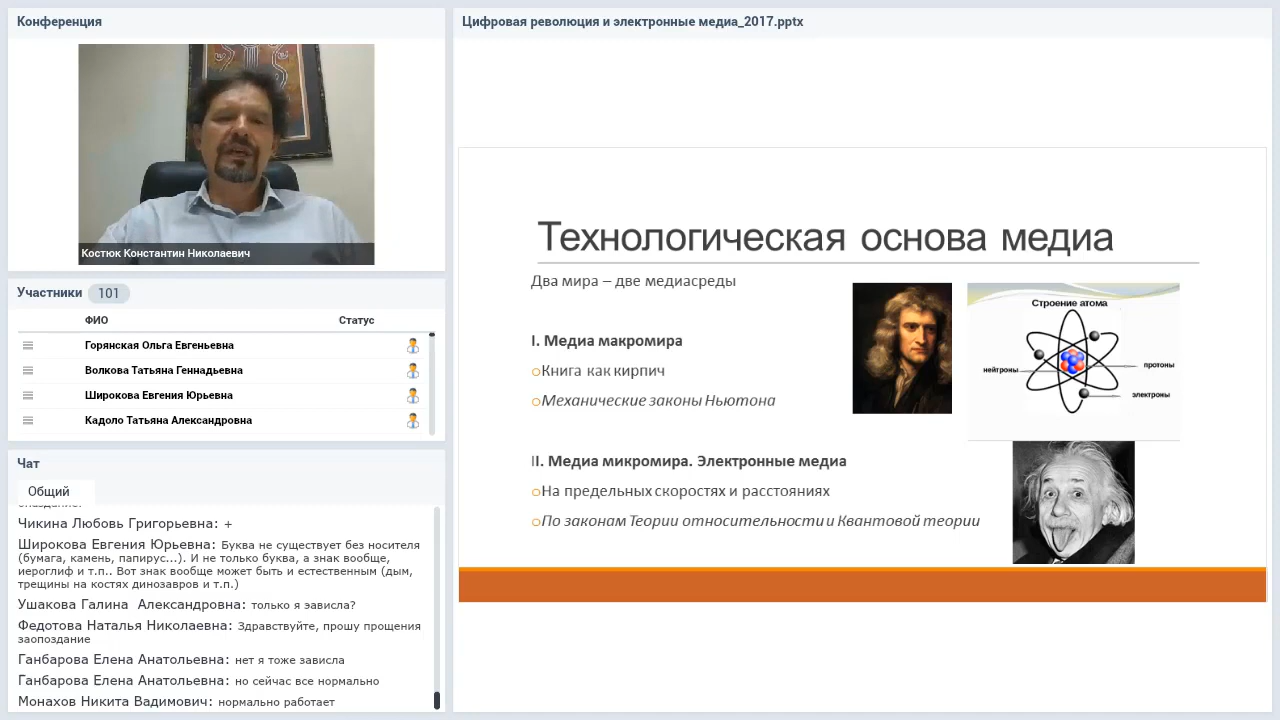 Конференция
Костюк Константин Николаевич
Участники 101
ФИО Статус
Горянская Ольга Евгеньевна
Волкова Татьяна Геннадьевна
Широкова Евгения Юрьевна
Кадоло Татьяна Александровна
Чат
Общий
Чикина Любовь Григорьевна: +
Широкова Евгения Юрьевна: Буква не существует без носителя
(бумага, камень, папирус...). И не только буква, а знак вообще,
иероглиф и т.п.. Вот знак вообще может быть и естественным (дым,
трещины на костях динозавров и т.п.)
Ушакова Галина Александровна: только я зависла?
Федотова Наталья Николаевна: Здравствуйте, прошу прощения
заопоздание
Ганбарова Елена Анатольевна: нет я тоже зависла
Ганбарова Елена Анатольевна: но сейчас все нормально
Монахов Никита Вадимович: нормально работает
Цифровая революция и электронные медиа_2017.pptx
Технологическая основа медиа
Два мира – две медиасреды
I. Медиа макромира
Книга как кирпич
Механические законы Ньютона
II. Медиа микромира. Электронные медиа
На предельных скоростях и расстояниях
По законам Теории относительности и Квантовой теории
Строение атома
нейтроны
протоны
электроны